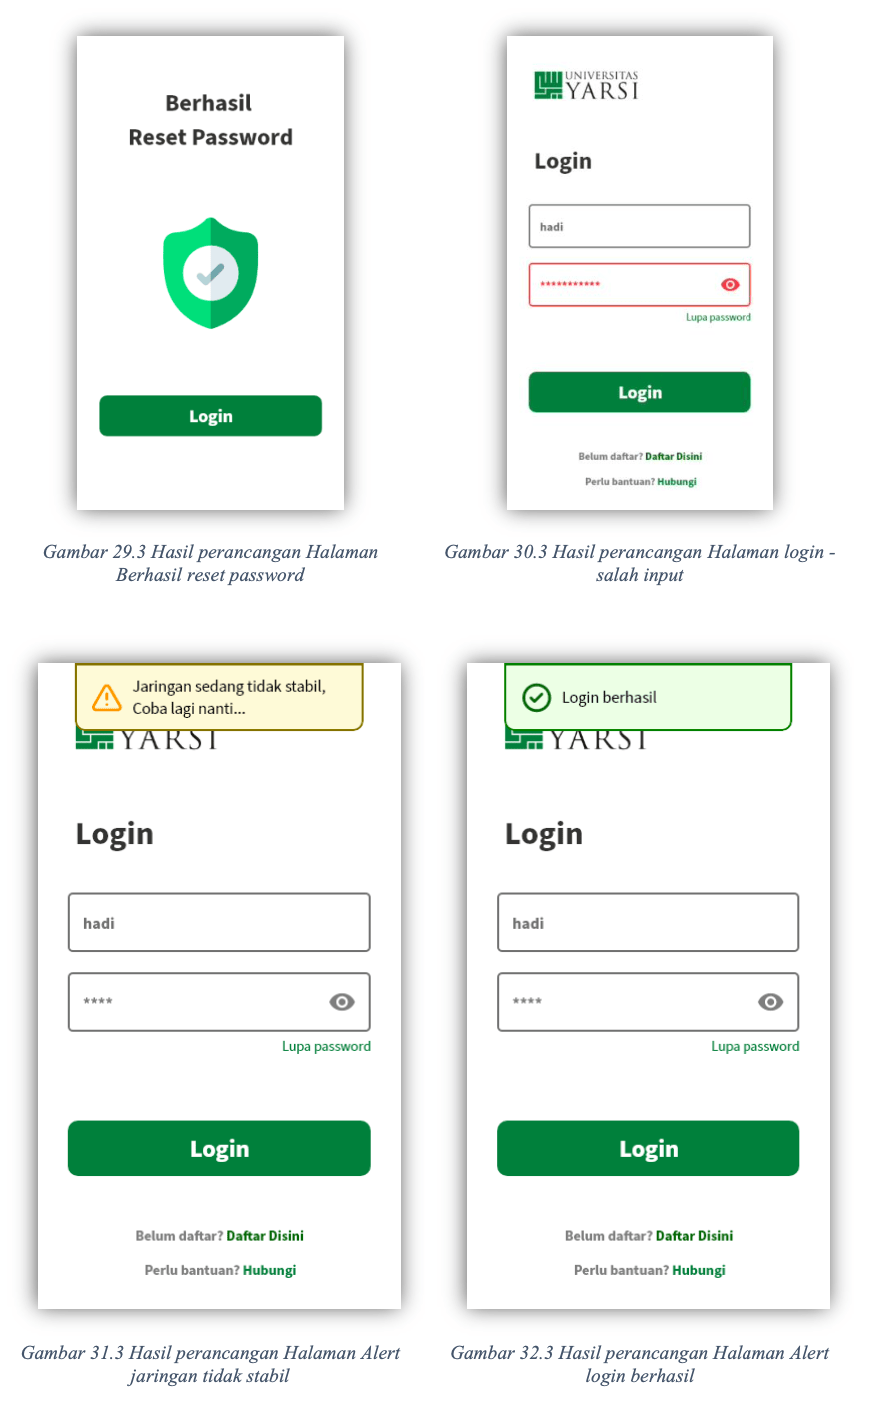 Berhasil
Reset Password
Login
Gambar 29.3 Hasil perancangan Halaman
Berhasil reset password
UNIVERSITAS
YARSI
Login
hadi
***********
Lupa password
Login
Belum daftar? Daftar Disini
Perlu bantuan? Hubungi
Gambar 30.3 Hasil perancangan Halaman login -
salah input
Jaringan sedang tidak stabil,
Coba lagi nanti...
YARSI
Login
hadi
****
Lupa password
Login
Belum daftar? Daftar Disini
Perlu bantuan? Hubungi
Gambar 31.3 Hasil perancangan Halaman Alert
jaringan tidak stabil
Login berhasil
YARSI
Login
hadi
****
Lupa password
Login
Belum daftar? Daftar Disini
Perlu bantuan? Hubungi
Gambar 32.3 Hasil perancangan Halaman Alert
login berhasil